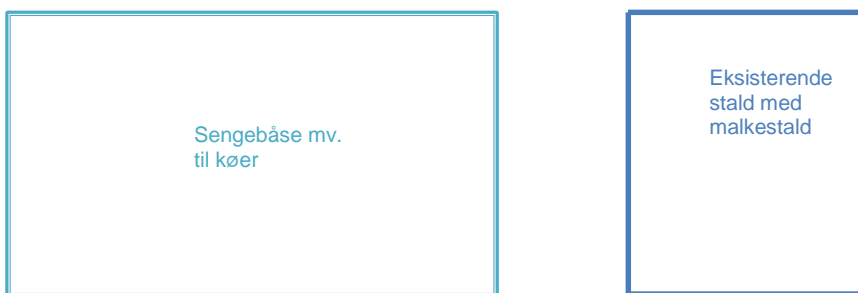 Sengebåse mv.
til køer
Eksisterende
stald med
malkestald